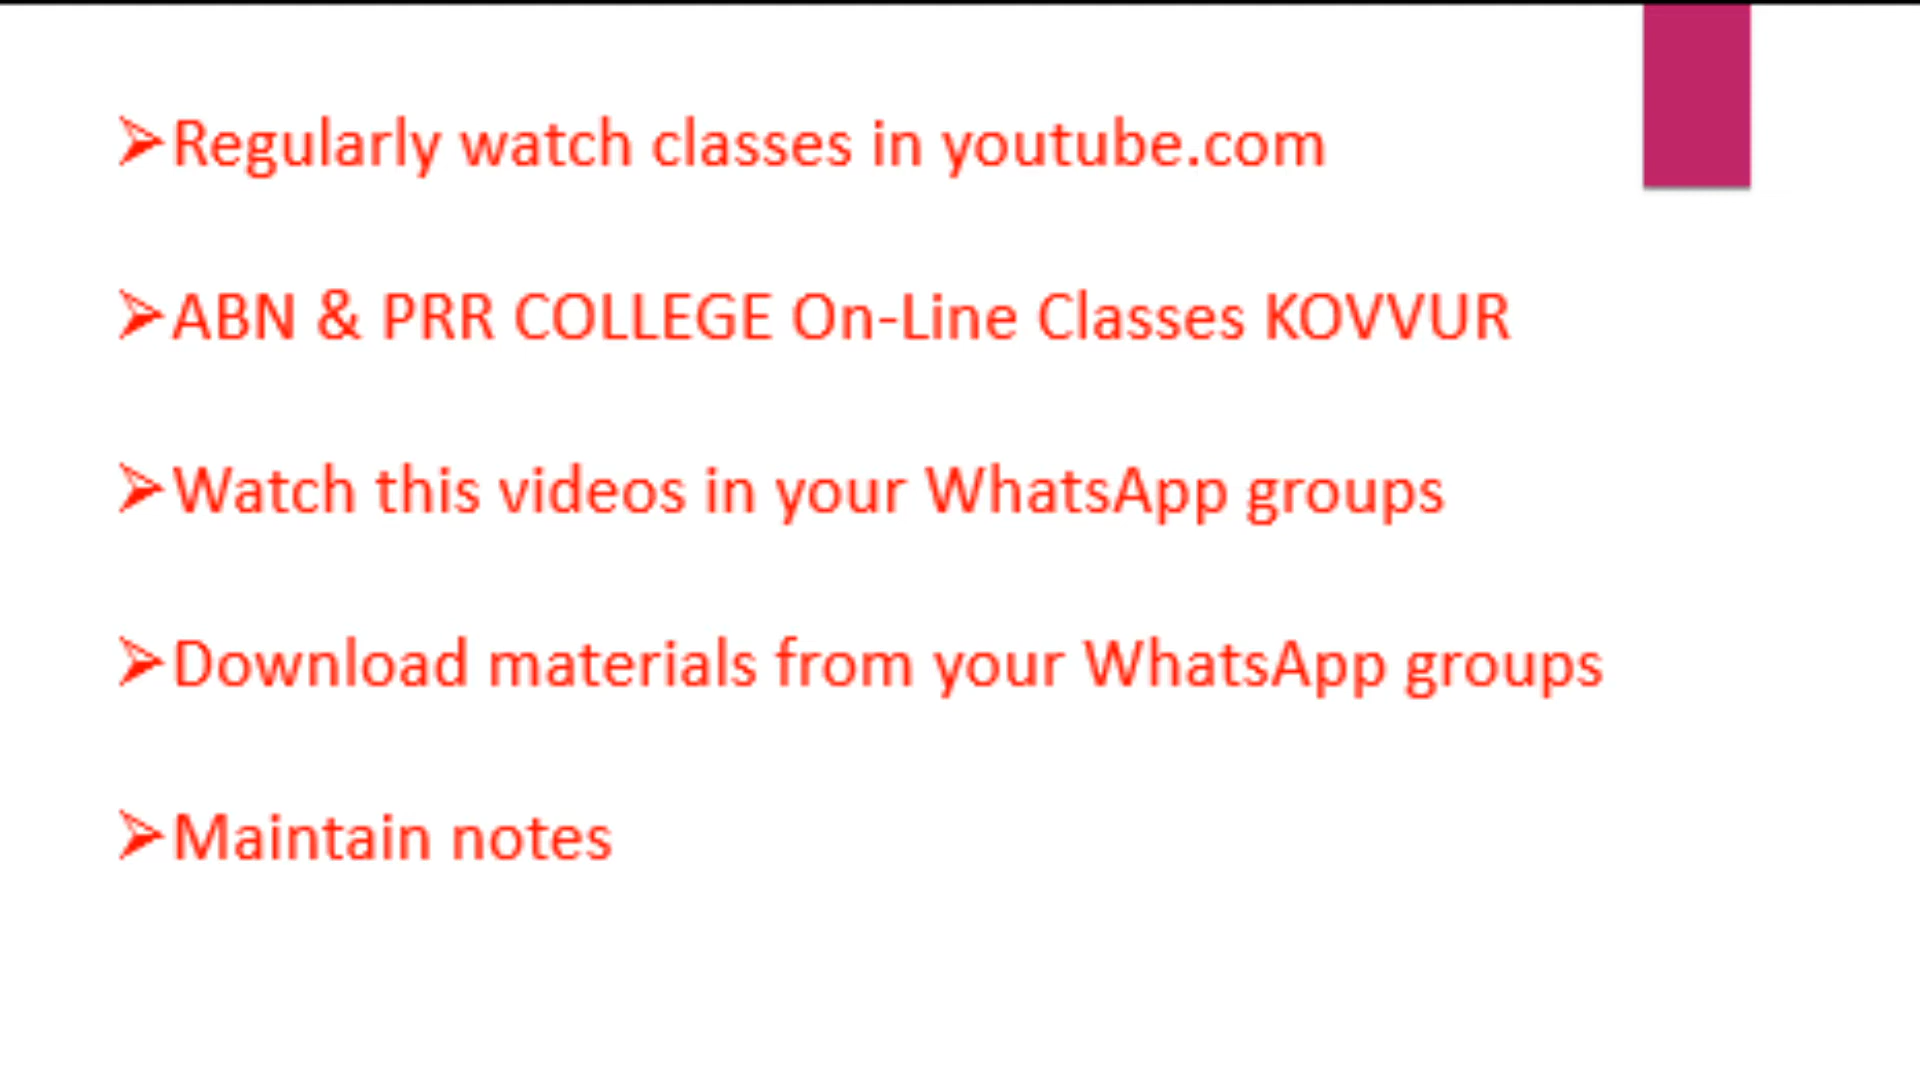 ➢Regularly watch classes in youtube.com
➢ABN & PRR COLLEGE On-Line Classes KOVVUR
➢Watch this videos in your WhatsApp groups
➢Download materials from your WhatsApp groups
➢Maintain notes